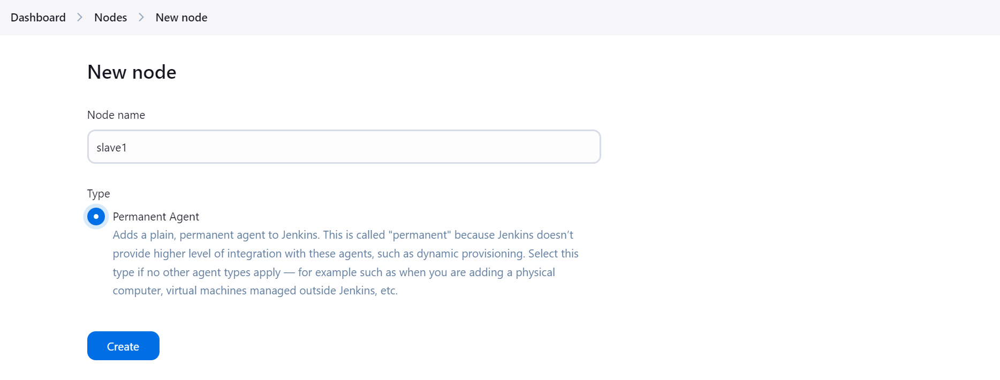 Dashboard > Nodes > New node
New node
Node name
slave1
Type
Permanent Agent
Adds a plain, permanent agent to Jenkins. This is called "permanent" because Jenkins doesn’t
provide higher level of integration with these agents, such as dynamic provisioning. Select this
type if no other agent types apply — for example such as when you are adding a physical
computer, virtual machines managed outside Jenkins, etc.
Create